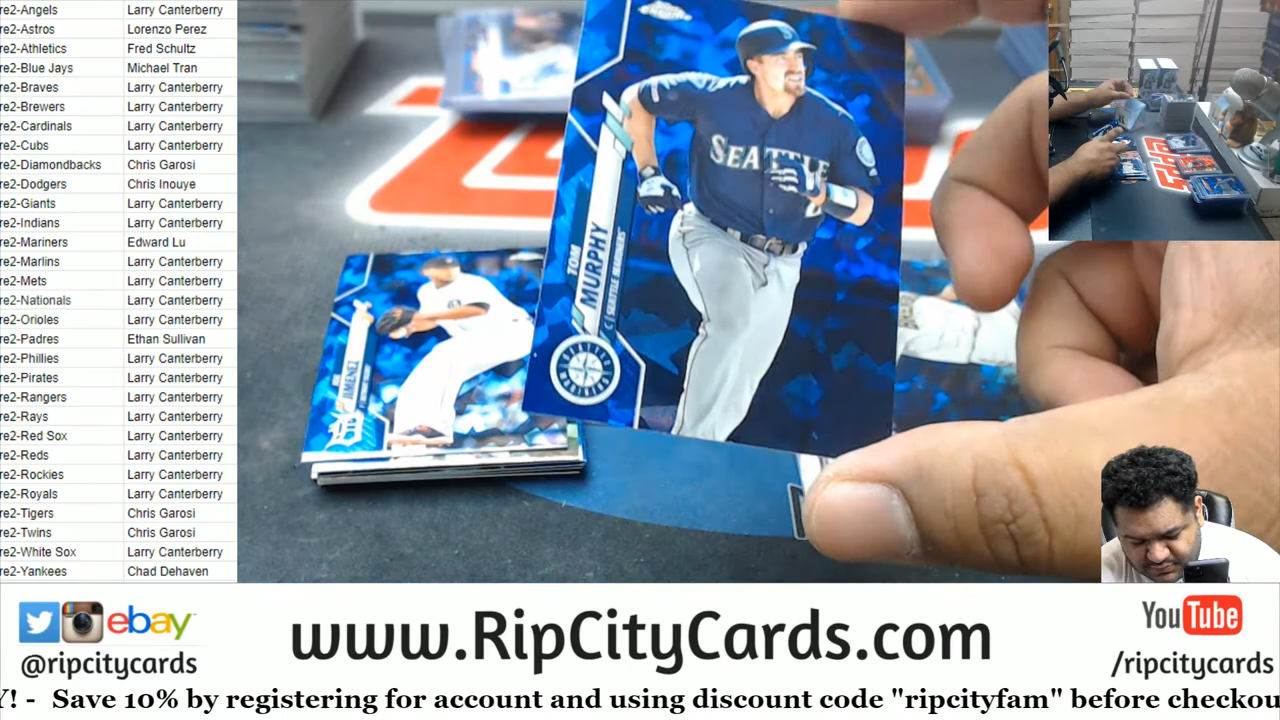 re2-Angels Larry Canterberry
re2-Astros Lorenzo Perez
re2-Athletics Fred Schultz
re2-Blue Jays Michael Tran
re2-Braves Larry Canterberry
re2-Brewers Larry Canterberry
re2-Cardinals Larry Canterberry
re2-Cubs Larry Canterberry
re2-Diamondbacks Chris Garosi
re2-Dodgers Chris Inouye
re2-Giants Larry Canterberry
re2-Indians Larry Canterberry
re2-Mariners Edward Lu
re2-Marlins Larry Canterberry
re2-Mets Larry Canterberry
re2-Nationals Larry Canterberry
re2-Orioles Larry Canterberry
re2-Padres Ethan Sullivan
re2-Phillies Larry Canterberry
re2-Pirates Larry Canterberry
re2-Rangers Larry Canterberry
re2-Rays Larry Canterberry
re2-Red Sox Larry Canterberry
re2-Reds Larry Canterberry
re2-Rockies Larry Canterberry
re2-Royals Larry Canterberry
re2-Tigers Chris Garosi
re2-Twins Chris Garosi
re2-White Sox Larry Canterberry
re2-Yankees Chad Dehaven
Chrome
SEATTLE
TOM
MURPHY
C | SEATTLE MARINERS
SEATTLE MARINERS
JIMENEZ
ebay
@ripcitycards
www.RipCityCards.com
YouTube
/ripcitycards
Y! - Save 10% by registering for account and using discount code "ripcityfam" before checkou